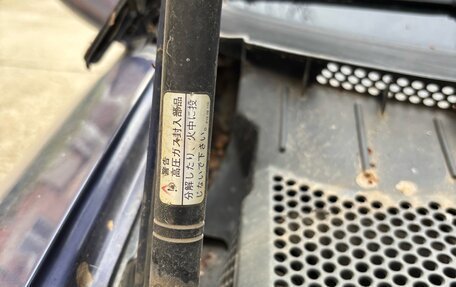 警告
高圧ガス封入部品
分解したり、火中に投
じないで下さい。